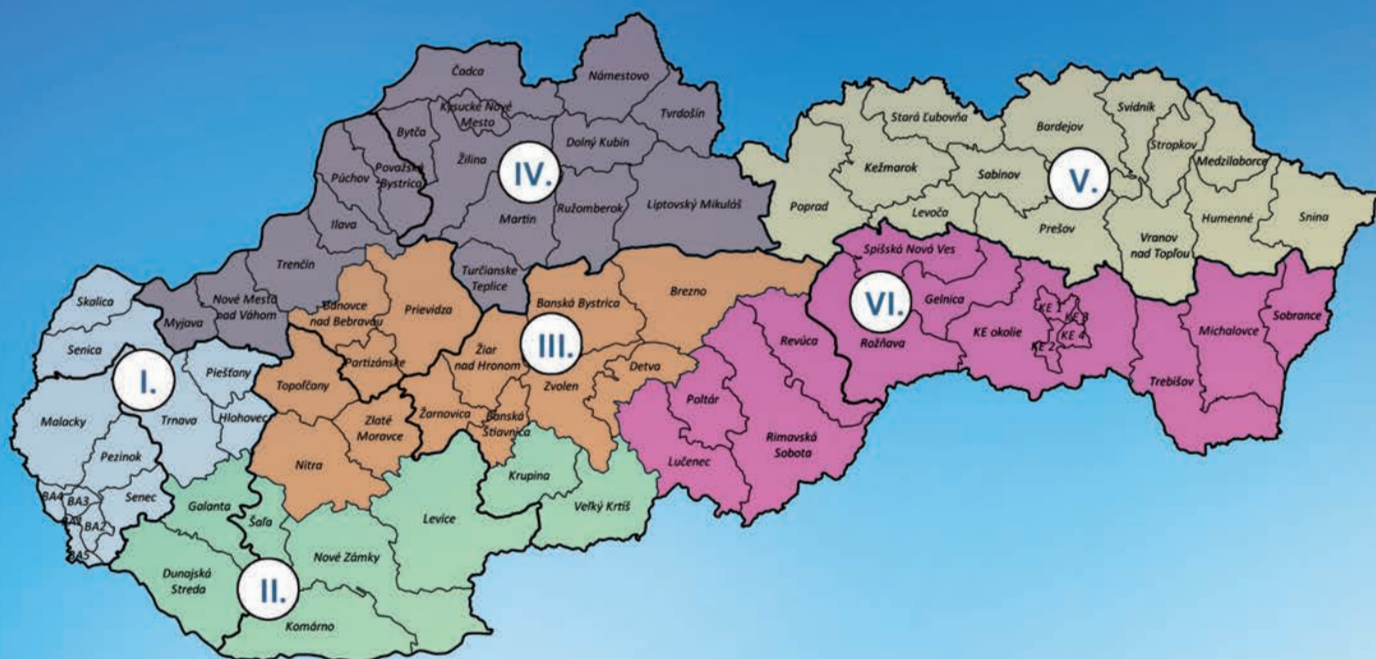 Čadca
Námestovo
Kysucké Nové
Mesto
Tvrdošín
Bytča
Dolný Kubín
Žilina
Považská
Bystrica
Púchov
IV.
Ružomberok
Liptovský Mikuláš
Martin
Ilava
Trenčín
Turčianske
Teplice
Nové Mesto
nad Váhom
Myjava
Svidník
Stará Ľubovňa
Bardejov
Stropkov
Medzilaborce
Kežmarok
Sabinov
V.
Poprad
Levoča
Humenné
Snina
Prešov
Vranov
nad Topľou
Spišská Nová Ves
Gelnica
VI.
KE 1
KE 3
KE okolie
KE 4
KE 2
Rožňava
Michalovce
Sobrance
Trebišov
Revúca
Poltár
Rimavská
Sobota
Lučenec
Bánovce
nad Bebravou
Prievidza
Banská Bystrica
Brezno
Partizánske
Žiar
nad Hronom
III.
Detva
Zvolen
Topoľčany
Žarnovica
Banská
Štiavnica
Zlaté
Moravce
Nitra
Skalica
Senica
I.
Piešťany
Malacky
Trnava
Hlohovec
Pezinok
Senec
BA4
BA3
BA2
BA5
Galanta
Šaľa
Levice
Krupina
Veľký Krtíš
Nové Zámky
Dunajská
Streda
II.
Komárno